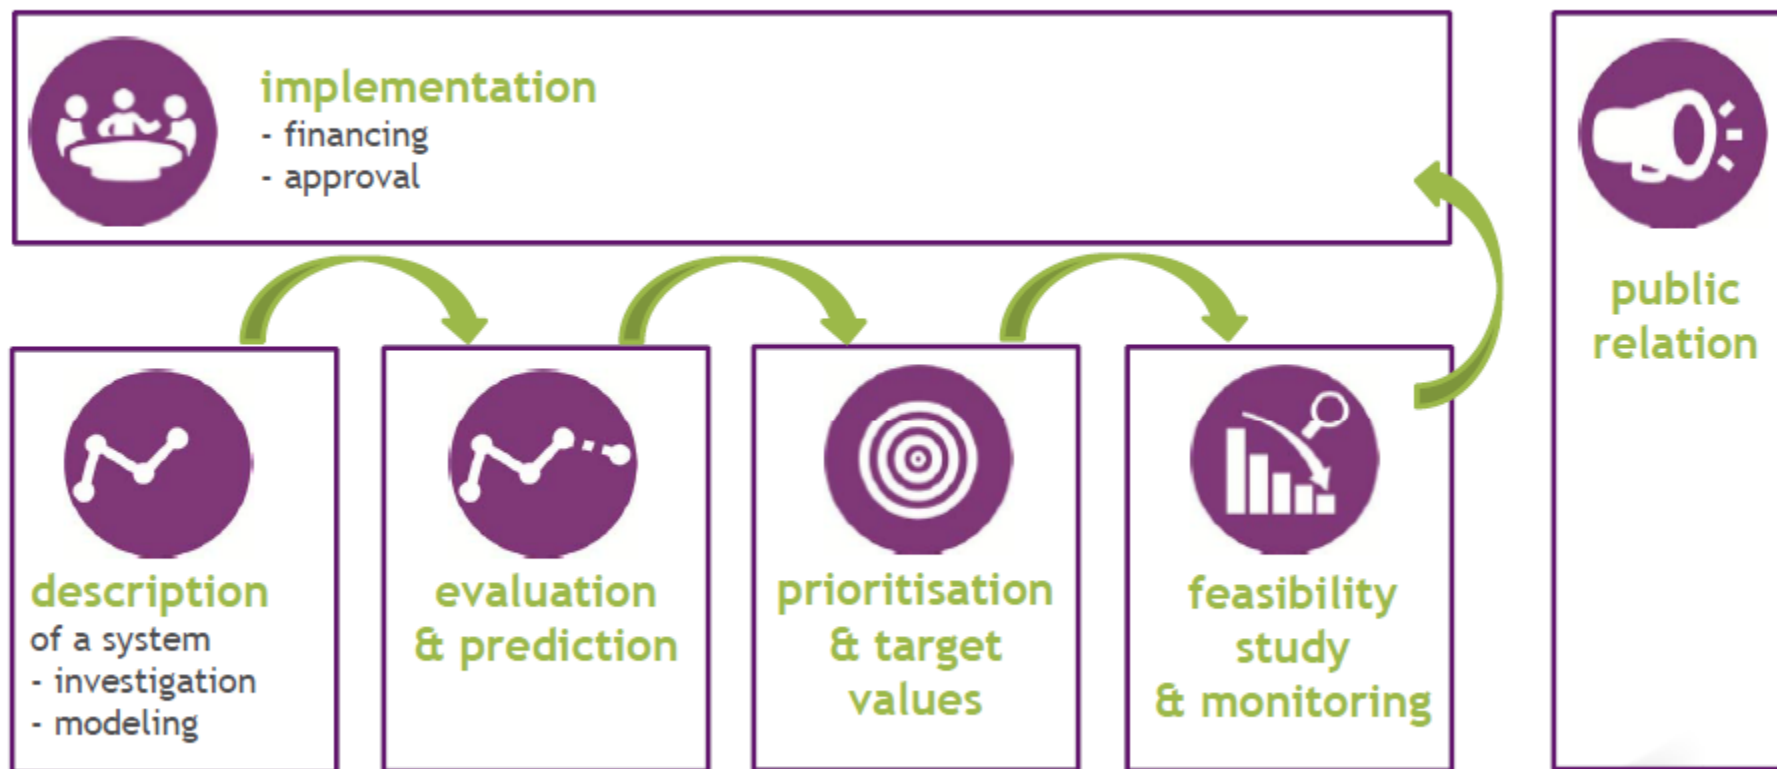 implementation
- financing
- approval
public
relation
description
of a system
- investigation
- modeling
evaluation
& prediction
prioritisation
& target
values
feasibility
study
& monitoring